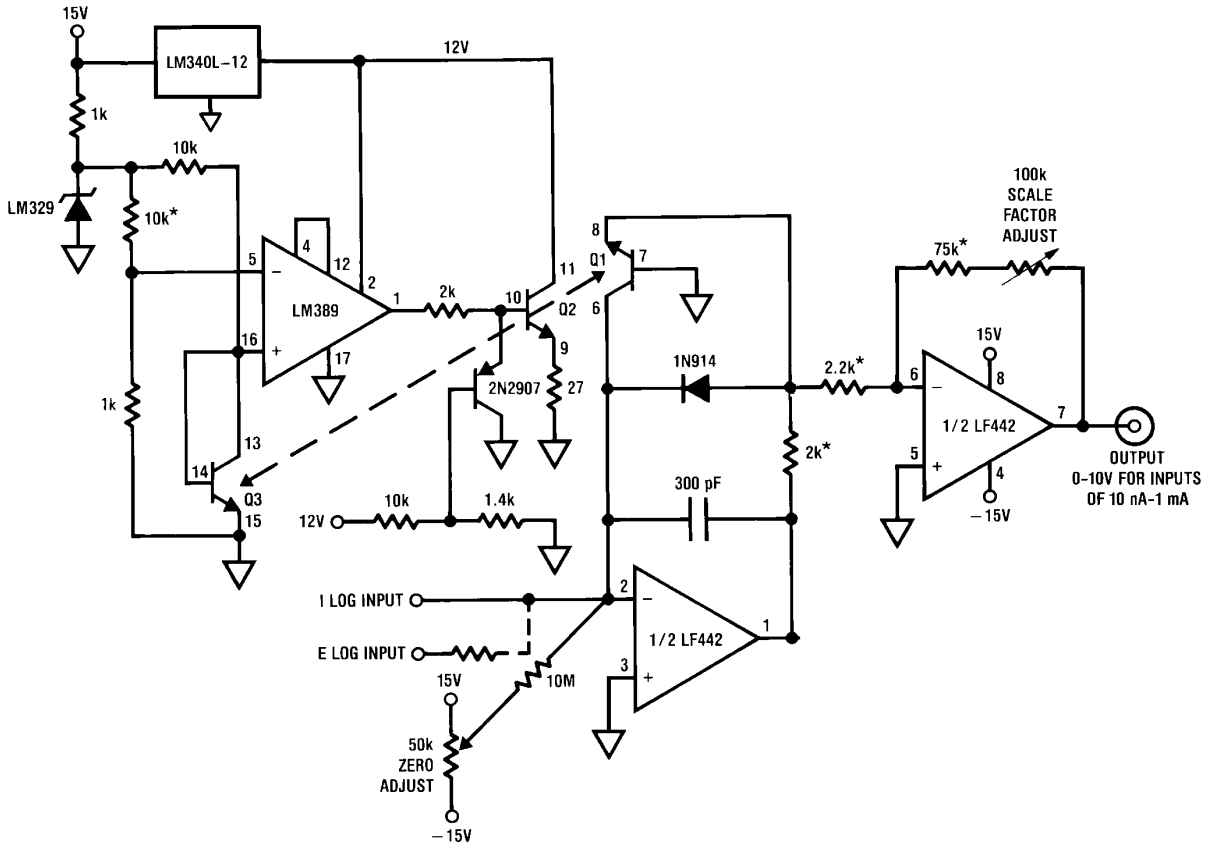 15V
LM340L-12
12V
1k
10k
LM329
10k*
4
12
5
−
2
11
10
LM389
1
2k
Q2
16
+
17
9
27
2N2907
1k
13
14
Q3
15
12V
10k
1.4k
8
Q1
7
6
1N914
2.2k*
2k*
300 pF
75k*
100k
SCALE
FACTOR
ADJUST
15V
8
6
−
1/2 LF442
7
5
+
4
−15V
OUTPUT
0–10V FOR INPUTS
OF 10 nA–1 mA
I LOG INPUT
E LOG INPUT
2
−
1/2 LF442
1
3
+
10M
15V
50k
ZERO
ADJUST
−15V